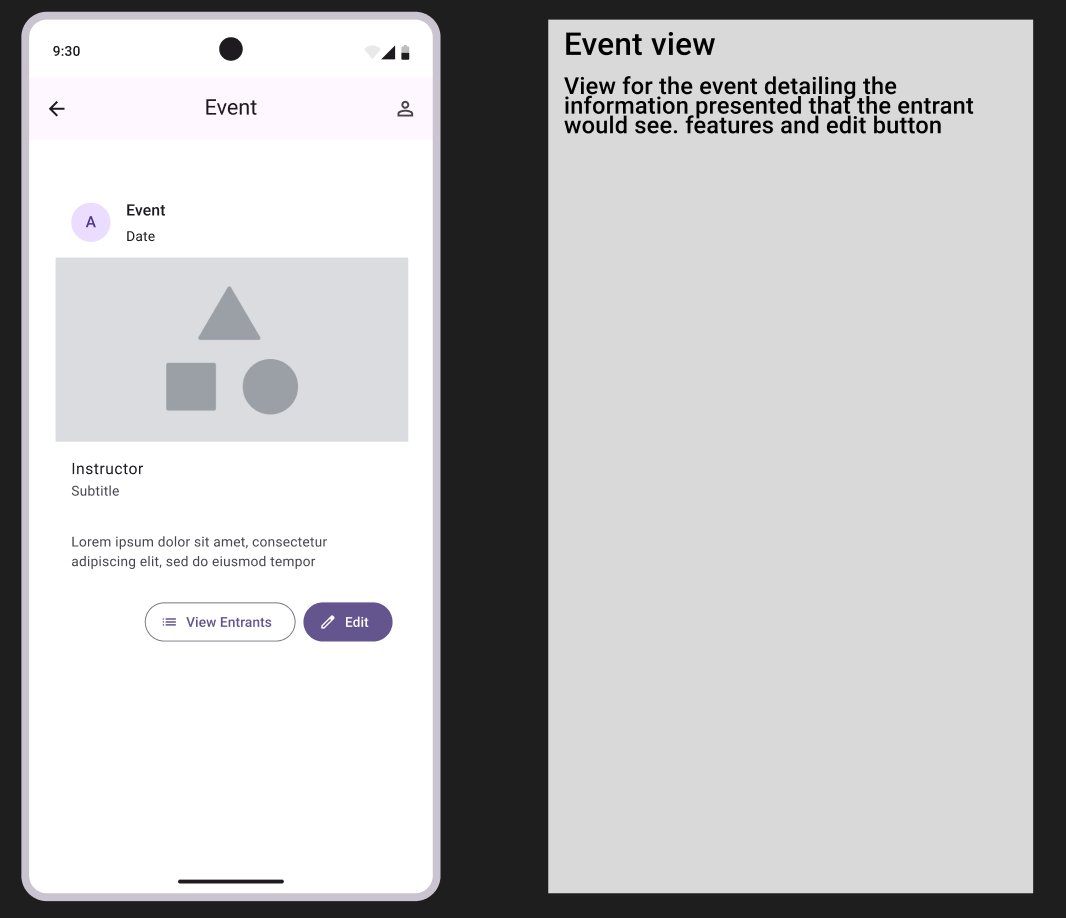 9:30
Event
A
Event
Date
Instructor
Subtitle
Lorem ipsum dolor sit amet, consectetur
adipiscing elit, sed do eiusmod tempor
View Entrants
Edit
Event view
View for the event detailing the
information presented that the entrant
would see. features and edit button